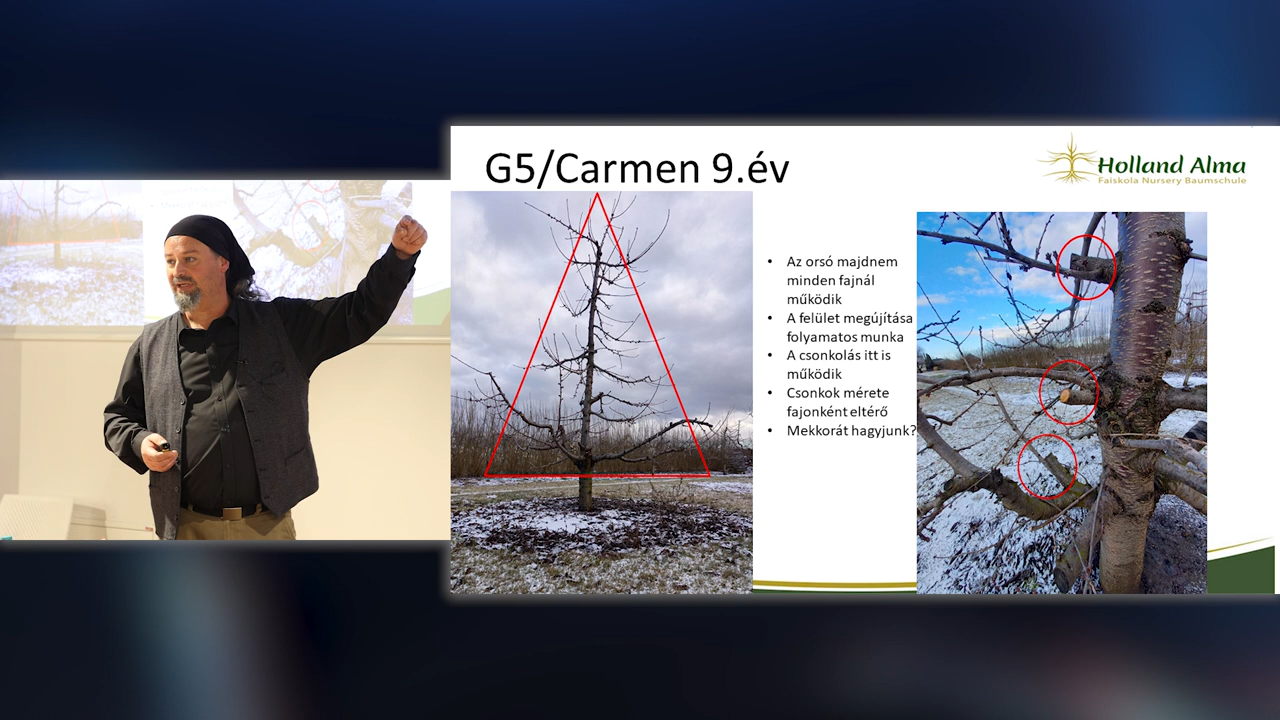 G5/Carmen 9.év
Holland Alma
Faiskola Nursery Baumschule
• Az orsó majdnem
minden fajnál
működik
• A felület megújítása
folyamatos munka
• A csonkolás itt is
működik
• Csonkok mérete
fajonként eltérő
• Mekkorát hagyjunk?